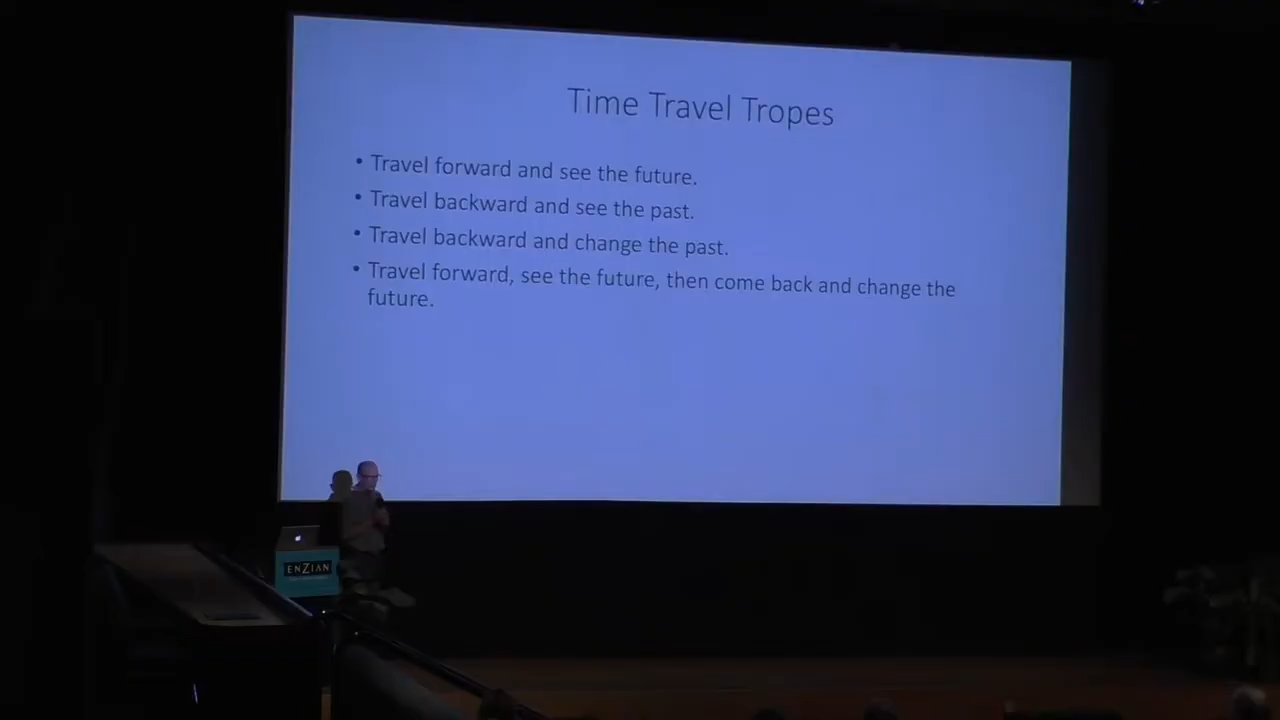 Time Travel Tropes
• Travel forward and see the future.
• Travel backward and see the past.
• Travel backward and change the past.
• Travel forward, see the future, then come back and change the
future.
ENZIAN